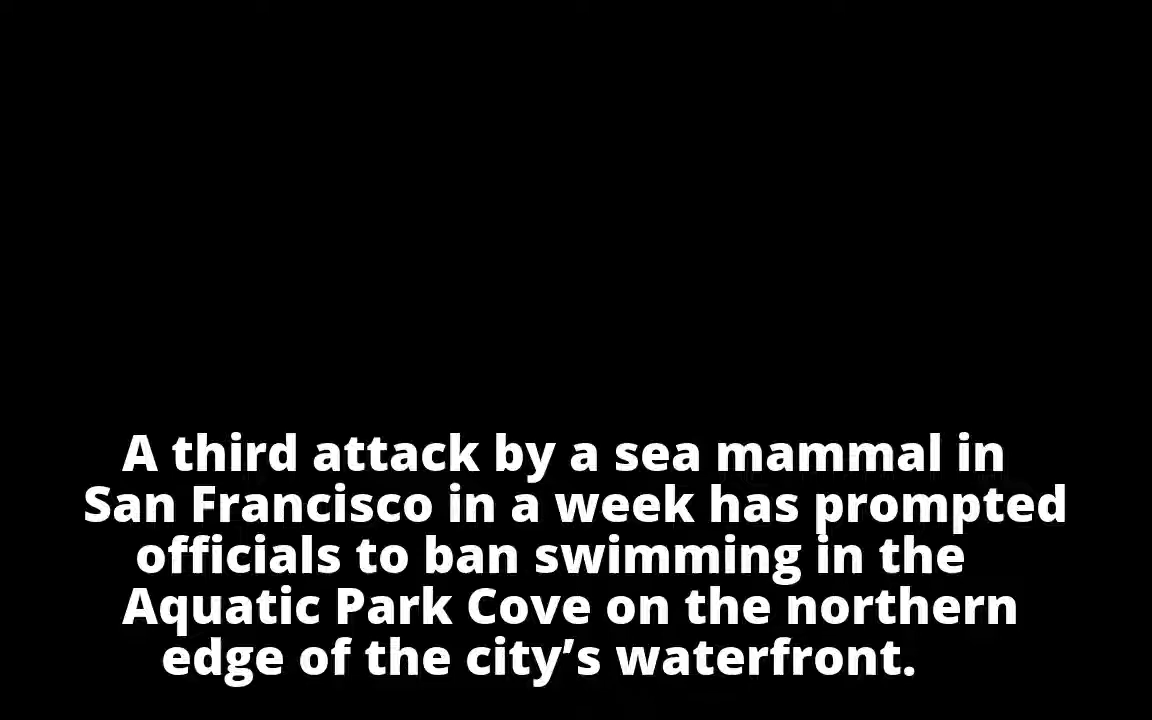 A third attack by a sea mammal in
San Francisco in a week has prompted
officials to ban swimming in the
Aquatic Park Cove on the northern
edge of the city’s waterfront.